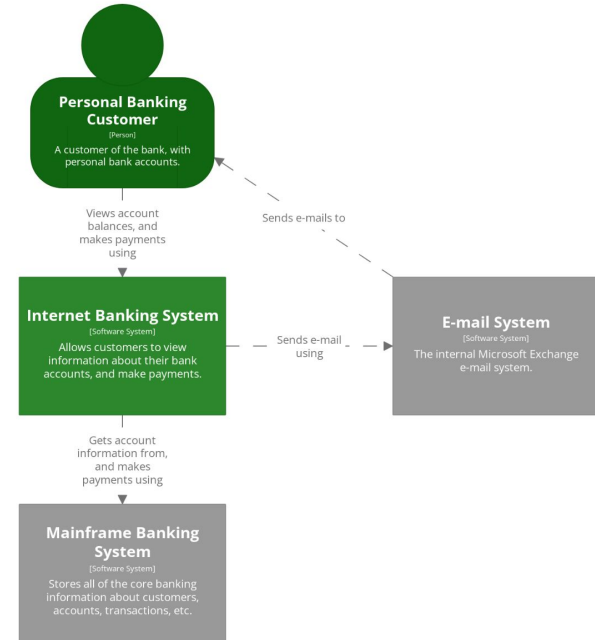 Personal Banking
Customer
[Person]
A customer of the bank, with
personal bank accounts.
Views account
balances, and
makes payments
using
Sends e-mails to
Internet Banking System
[Software System]
Allows customers to view
information about their bank
accounts, and make payments.
Sends e-mail
using
E-mail System
[Software System]
The internal Microsoft Exchange
e-mail system.
Gets account
information from,
and makes
payments using
Mainframe Banking
System
[Software System]
Stores all of the core banking
information about customers,
accounts, transactions, etc.